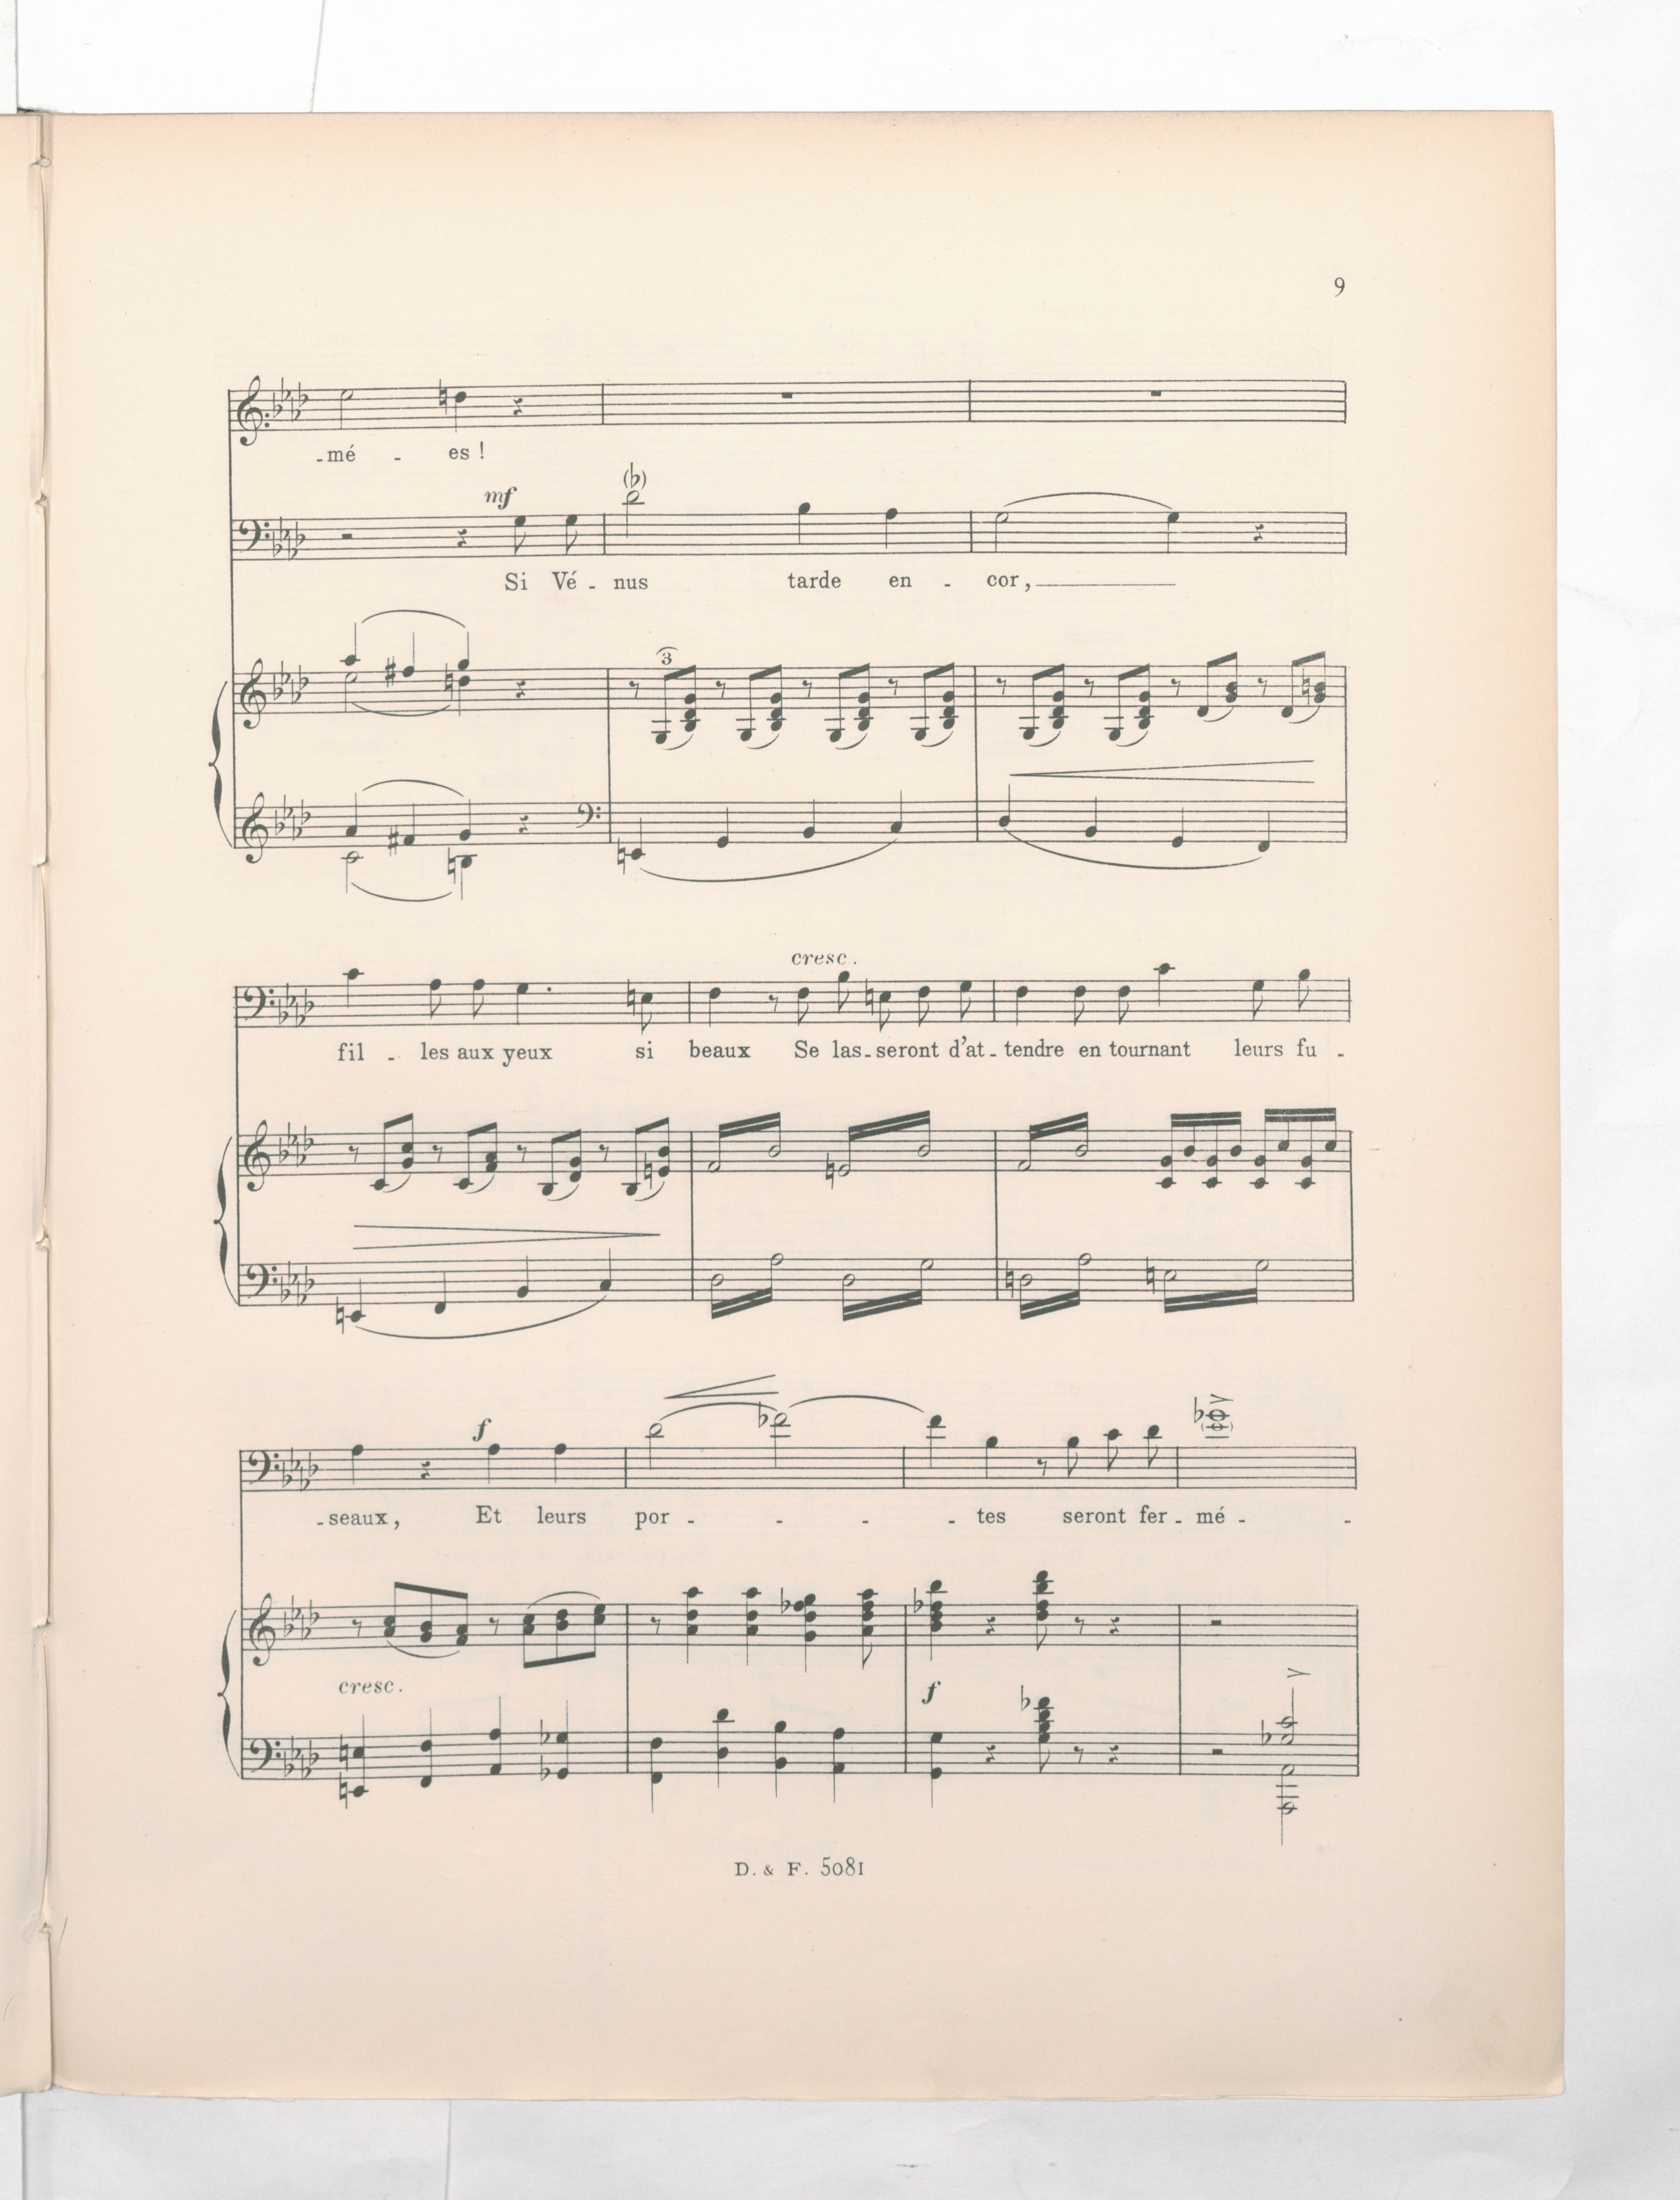 9
-mé - es !
mf
Si Vé - nus tarde en - cor,
3
cresc.
fil - les aux yeux si beaux Se las-seront d'at-tendre en tournant leurs fu -
f
-seaux, Et leurs por - - - - tes seront fer - mé - -
cresc.
f
D. & F. 5081